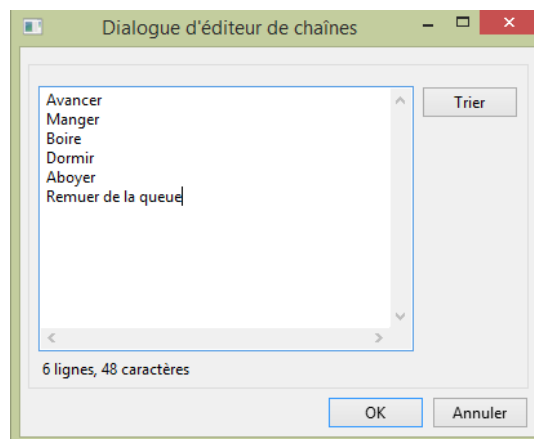 Dialogue d'éditeur de chaînes
Avancer
Manger
Boire
Dormir
Aboyer
Remuer de la queue
Trier
6 lignes, 48 caractères
OK
Annuler